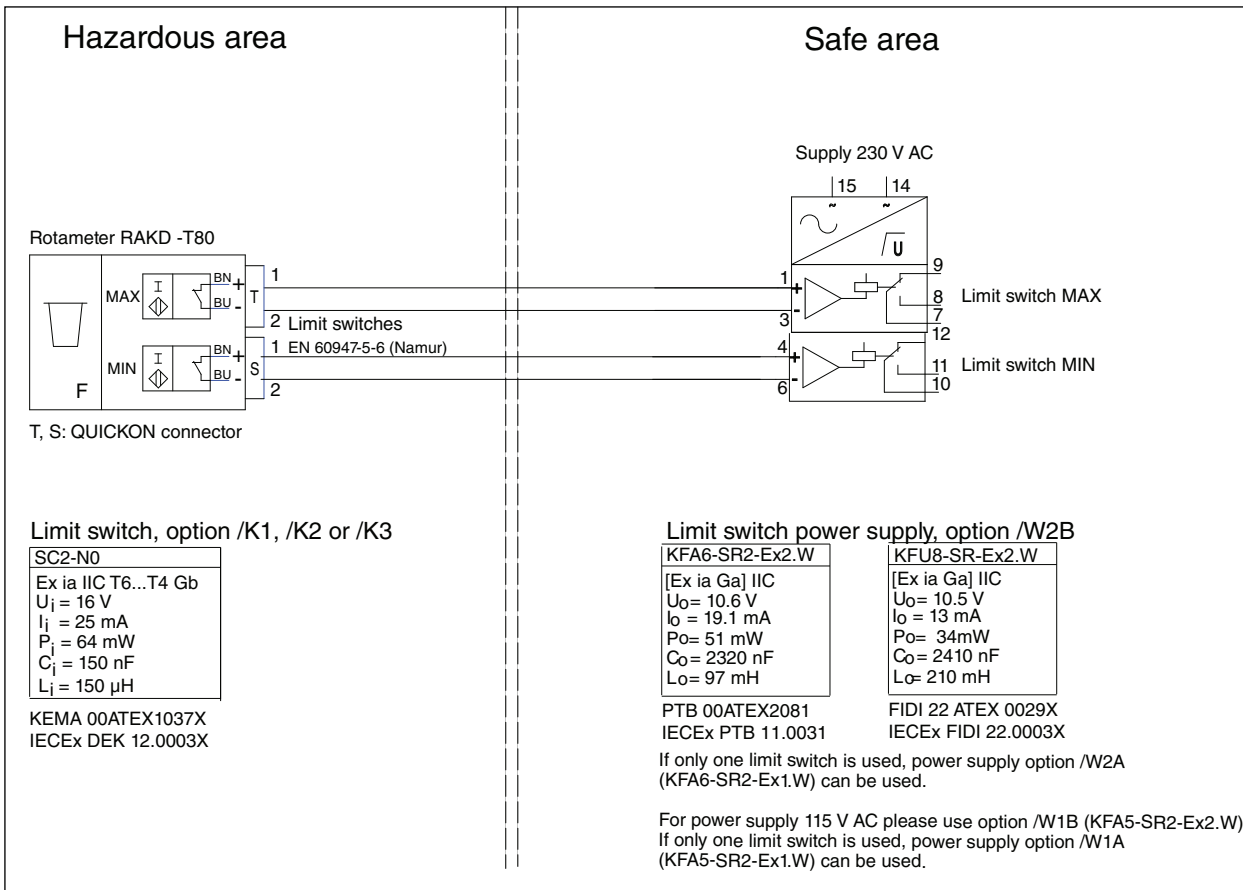 Hazardous area
Safe area
Supply 230 V AC
15 14
~ ~
U
Rotameter RAKD -T80
MAX
I
BN +
BU -
T
1
2
Limit switches
EN 60947-5-6 (Namur)
MIN
I
BN +
BU -
S
1
2
F
T, S: QUICKON connector
1
+
-
3
9
8
7
Limit switch MAX
4
+
-
6
12
11
10
Limit switch MIN
Limit switch, option /K1, /K2 or /K3
SC2-N0
Ex ia IIC T6...T4 Gb
Ui = 16 V
Ii = 25 mA
Pi = 64 mW
Ci = 150 nF
Li = 150 µH
KEMA 00ATEX1037X
IECEx DEK 12.0003X
Limit switch power supply, option /W2B
KFA6-SR2-Ex2.W
[Ex ia Ga] IIC
Uo= 10.6 V
Io = 19.1 mA
Po= 51 mW
Co= 2320 nF
Lo= 97 mH
PTB 00ATEX2081
IECEx PTB 11.0031
KFU8-SR-Ex2.W
[Ex ia Ga] IIC
Uo= 10.5 V
Io = 13 mA
Po= 34mW
Co= 2410 nF
Lo= 210 mH
FIDI 22 ATEX 0029X
IECEx FIDI 22.0003X
If only one limit switch is used, power supply option /W2A
(KFA6-SR2-Ex1.W) can be used.
For power supply 115 V AC please use option /W1B (KFA5-SR2-Ex2.W)
If only one limit switch is used, power supply option /W1A
(KFA5-SR2-Ex1.W) can be used.